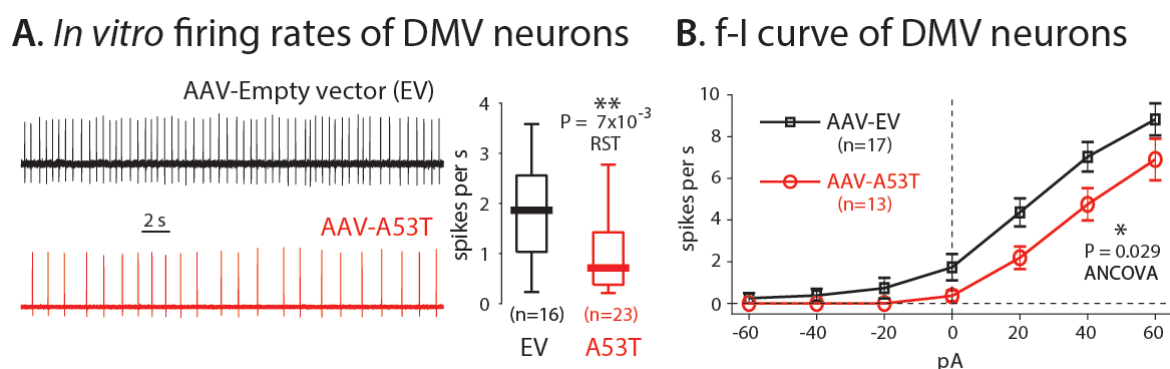 A. In vitro firing rates of DMV neurons
AAV-Empty vector (EV)
2 s
AAV-A53T
spikes per s
4
3
2
1
0
**
P = 7x10⁻³
RST
(n=16)
(n=23)
EV
A53T
B. f-I curve of DMV neurons
spikes per s
10
8
6
4
2
0
AAV-EV
(n=17)
AAV-A53T
(n=13)
*
P = 0.029
ANCOVA
-60
-40
-20
0
20
40
60
pA